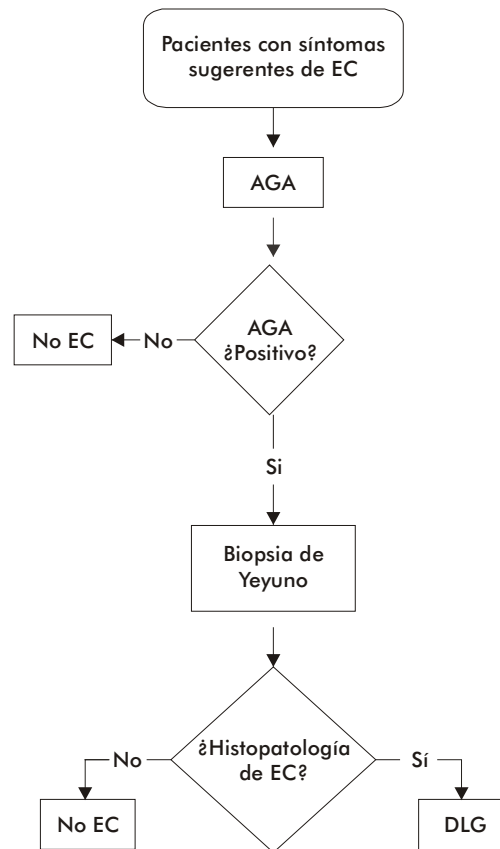 Pacientes con síntomas
sugerentes de EC
AGA
AGA
¿Positivo?
No
No EC
Si
Biopsia de
Yeyuno
¿Histopatología
de EC?
No
Sí
No EC
DLG